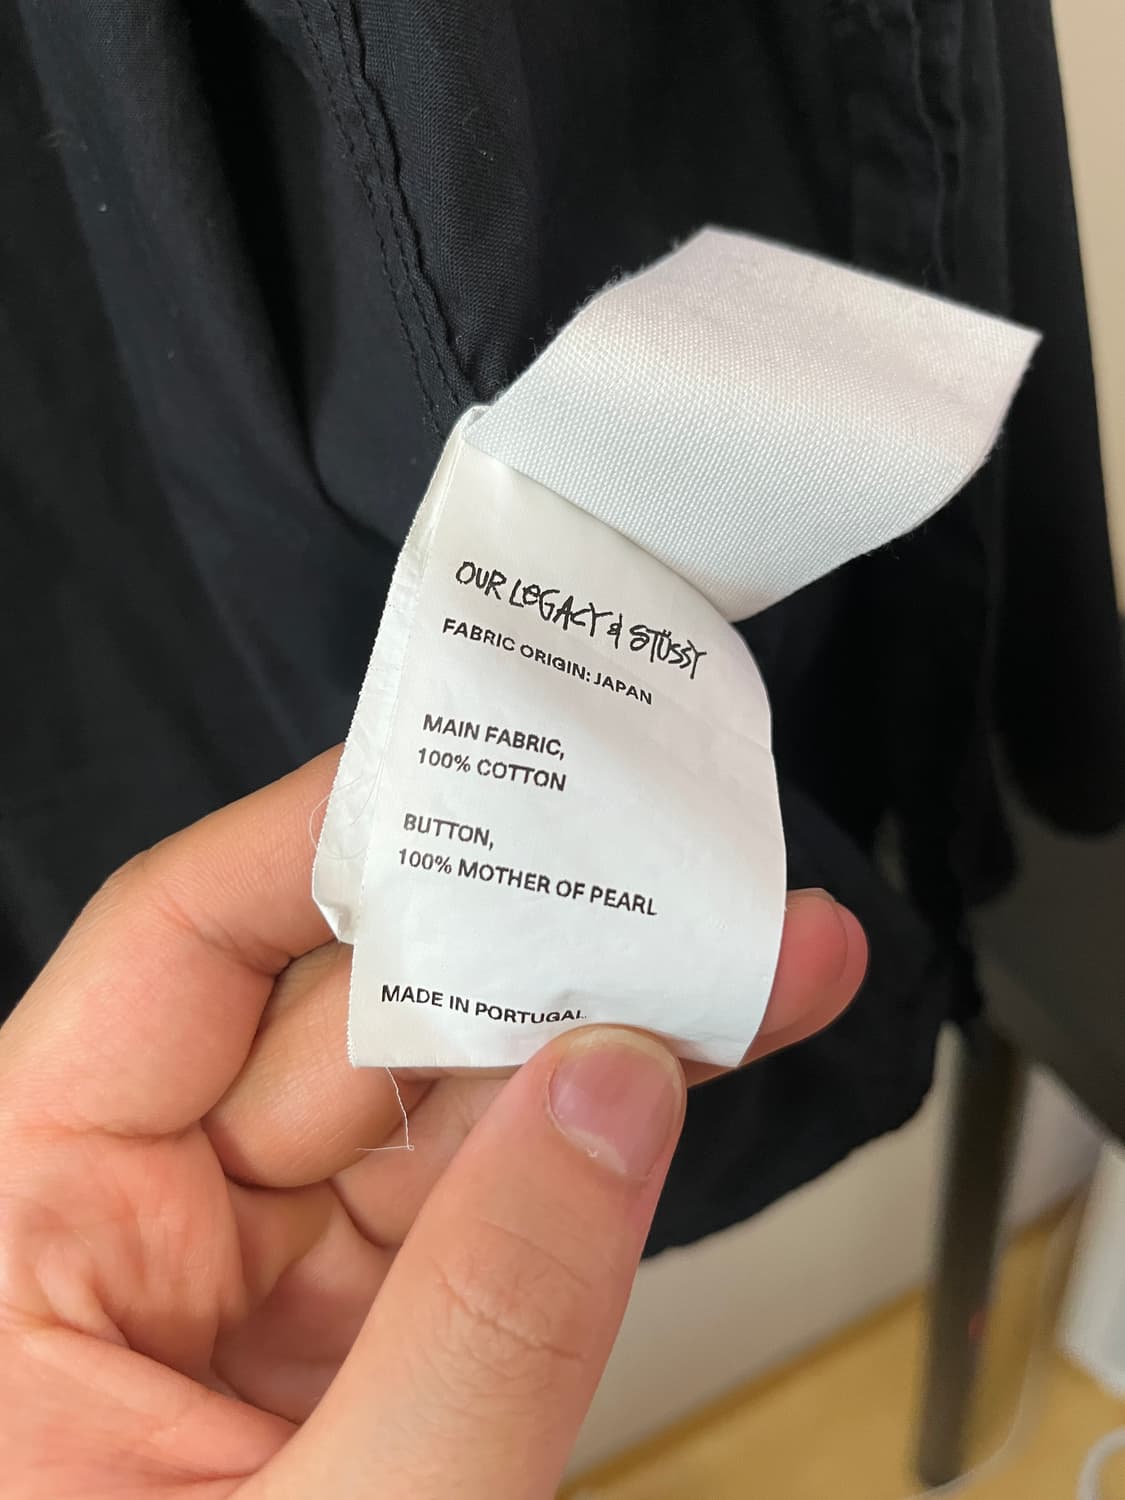 OUR LEGACY & STÜSSY
FABRIC ORIGIN: JAPAN
MAIN FABRIC,
100% COTTON
BUTTON,
100% MOTHER OF PEARL
MADE IN PORTUGAL